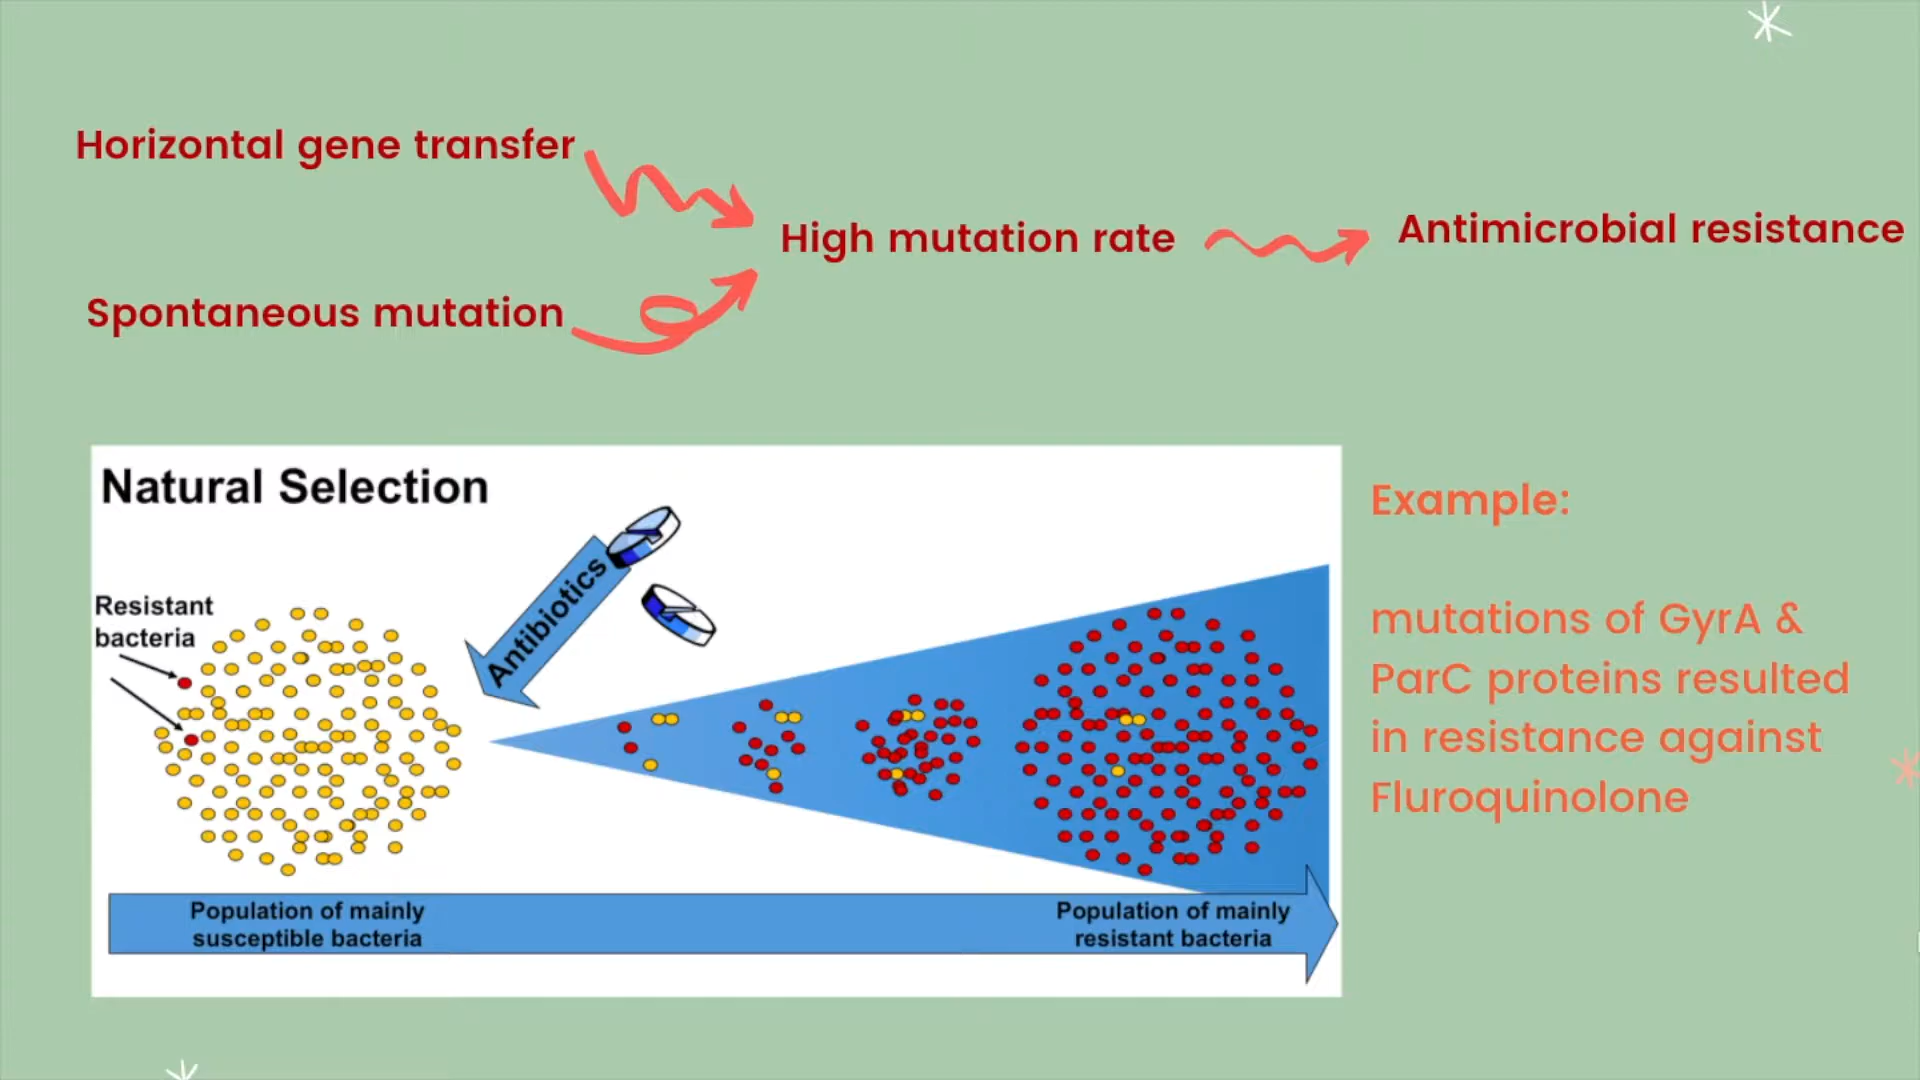 Horizontal gene transfer
Spontaneous mutation
High mutation rate
Antimicrobial resistance
Natural Selection
Resistant
bacteria
Antibiotics
Population of mainly
susceptible bacteria
Population of mainly
resistant bacteria
Example:
mutations of GyrA &
ParC proteins resulted
in resistance against
Fluroquinolone